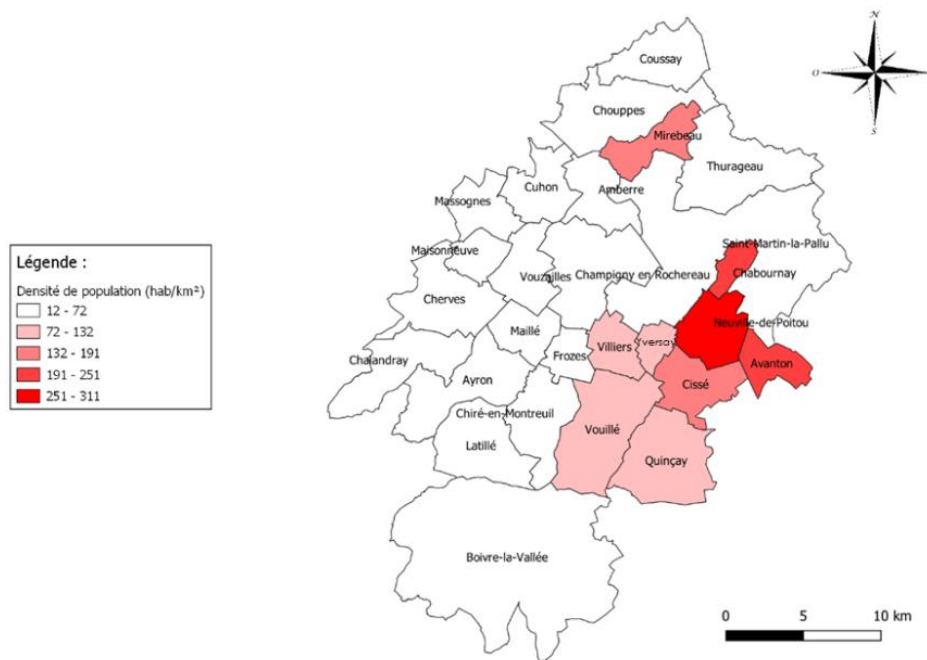 N
O
S
Coussay
Chouppes
Mirebeau
Thurageau
Cuhon
Amberre
Massognes
Saint-Martin-la-Pallu
Maisonneuve
Vouzailles
Champigny en Rochereau
Chabournay
Cherves
Neuville-de-Poitou
Maillé
Villiers
Yversay
Frozes
Chalandray
Avanton
Ayron
Cissé
Chiré-en-Montreuil
Vouillé
Latillé
Quinçay
Boivre-la-Vallée
Légende :
Densité de population (hab/km²)
12 - 72
72 - 132
132 - 191
191 - 251
251 - 311
0 5 10 km